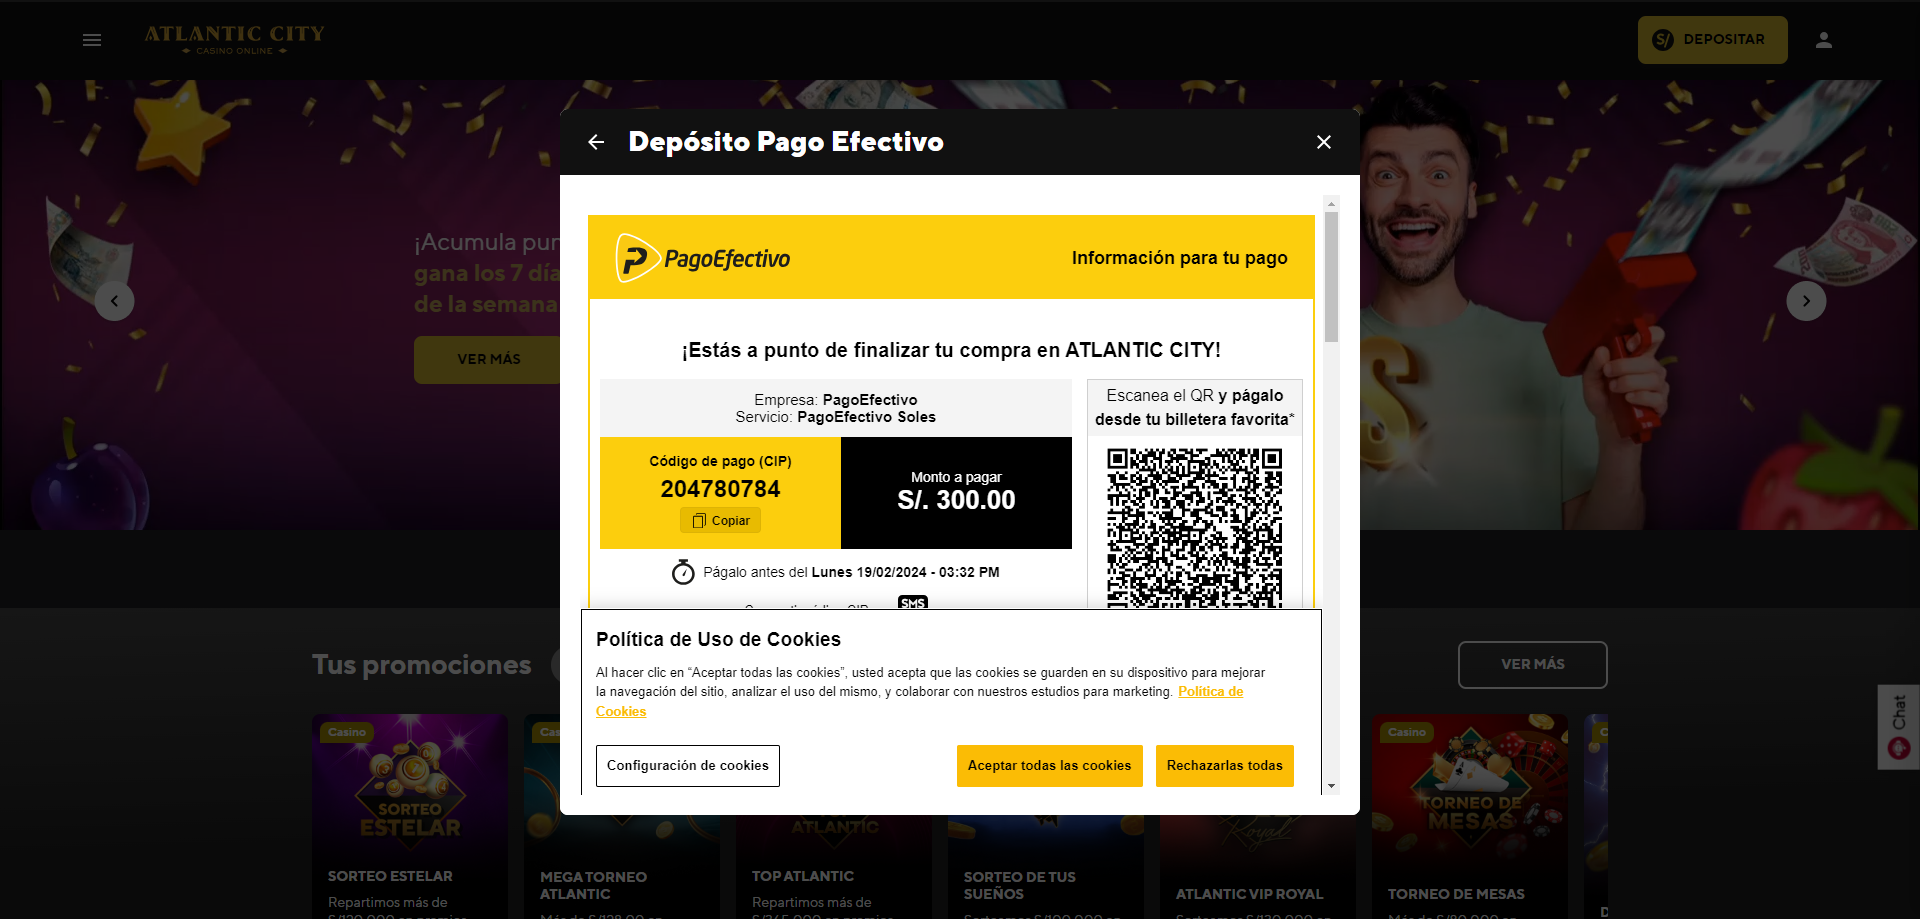 ATLANTIC CITY
CASINO ONLINE
S/ DEPOSITAR
Depósito Pago Efectivo
¡Acumula pun
gana los 7 día
de la semana
VER MÁS
PagoEfectivo
Información para tu pago
¡Estás a punto de finalizar tu compra en ATLANTIC CITY!
Empresa: PagoEfectivo
Servicio: PagoEfectivo Soles
Código de pago (CIP)
204780784
Copiar
Monto a pagar
S/. 300.00
Escanea el QR y págalo
desde tu billetera favorita*
Págalo antes del Lunes 19/02/2024 - 03:32 PM
SMS
Política de Uso de Cookies
Al hacer clic en “Aceptar todas las cookies”, usted acepta que las cookies se guarden en su dispositivo para mejorar
la navegación del sitio, analizar el uso del mismo, y colaborar con nuestros estudios para marketing. Política de
Cookies
Configuración de cookies
Aceptar todas las cookies
Rechazarlas todas
Tus promociones
VER MÁS
Chat
Casino
SORTEO
ESTELAR
SORTEO ESTELAR
Repartimos más de
Cas
MEGA TORNEO
ATLANTIC
ATLANTIC
TOP ATLANTIC
Repartimos más de
SORTEO DE TUS
SUEÑOS
Royal
ATLANTIC VIP ROYAL
Casino
TORNEO DE
MESAS
TORNEO DE MESAS
C
D